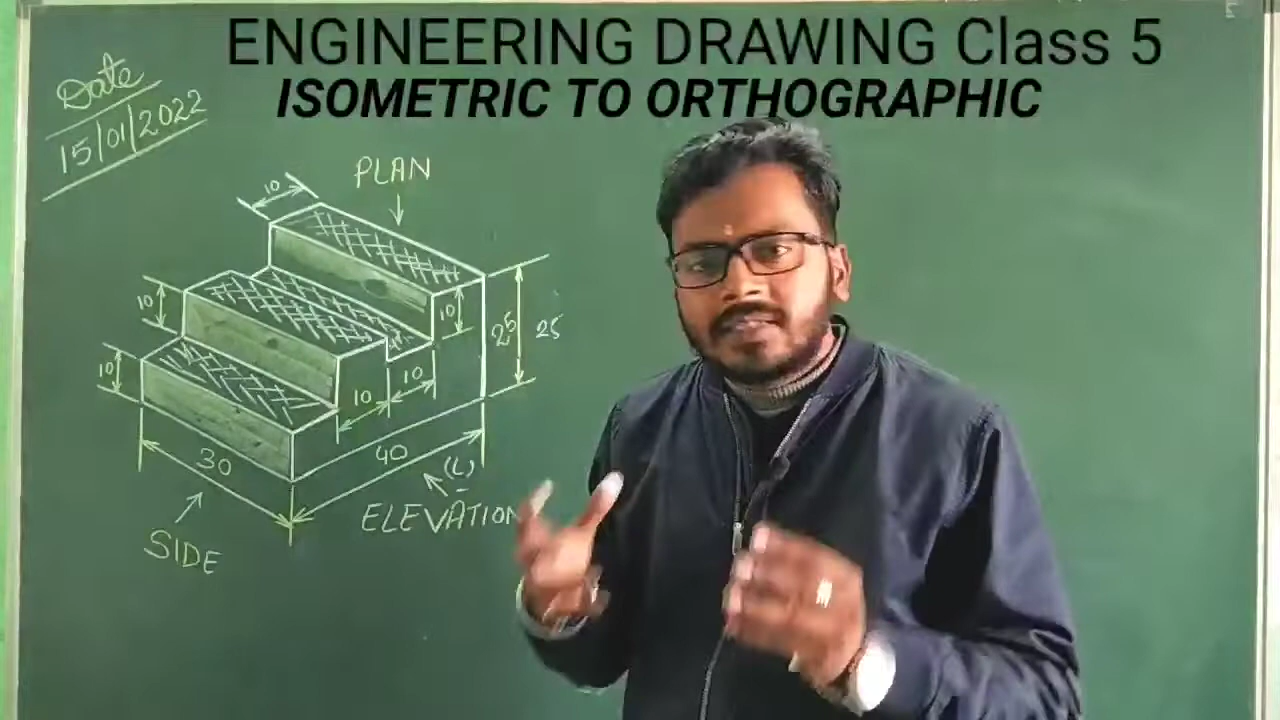 ENGINEERING DRAWING Class 5
ISOMETRIC TO ORTHOGRAPHIC
Date
15/01/2022
PLAN
10
10
10
25
25
10
10
10
30
40
(L)
ELEVATION
SIDE